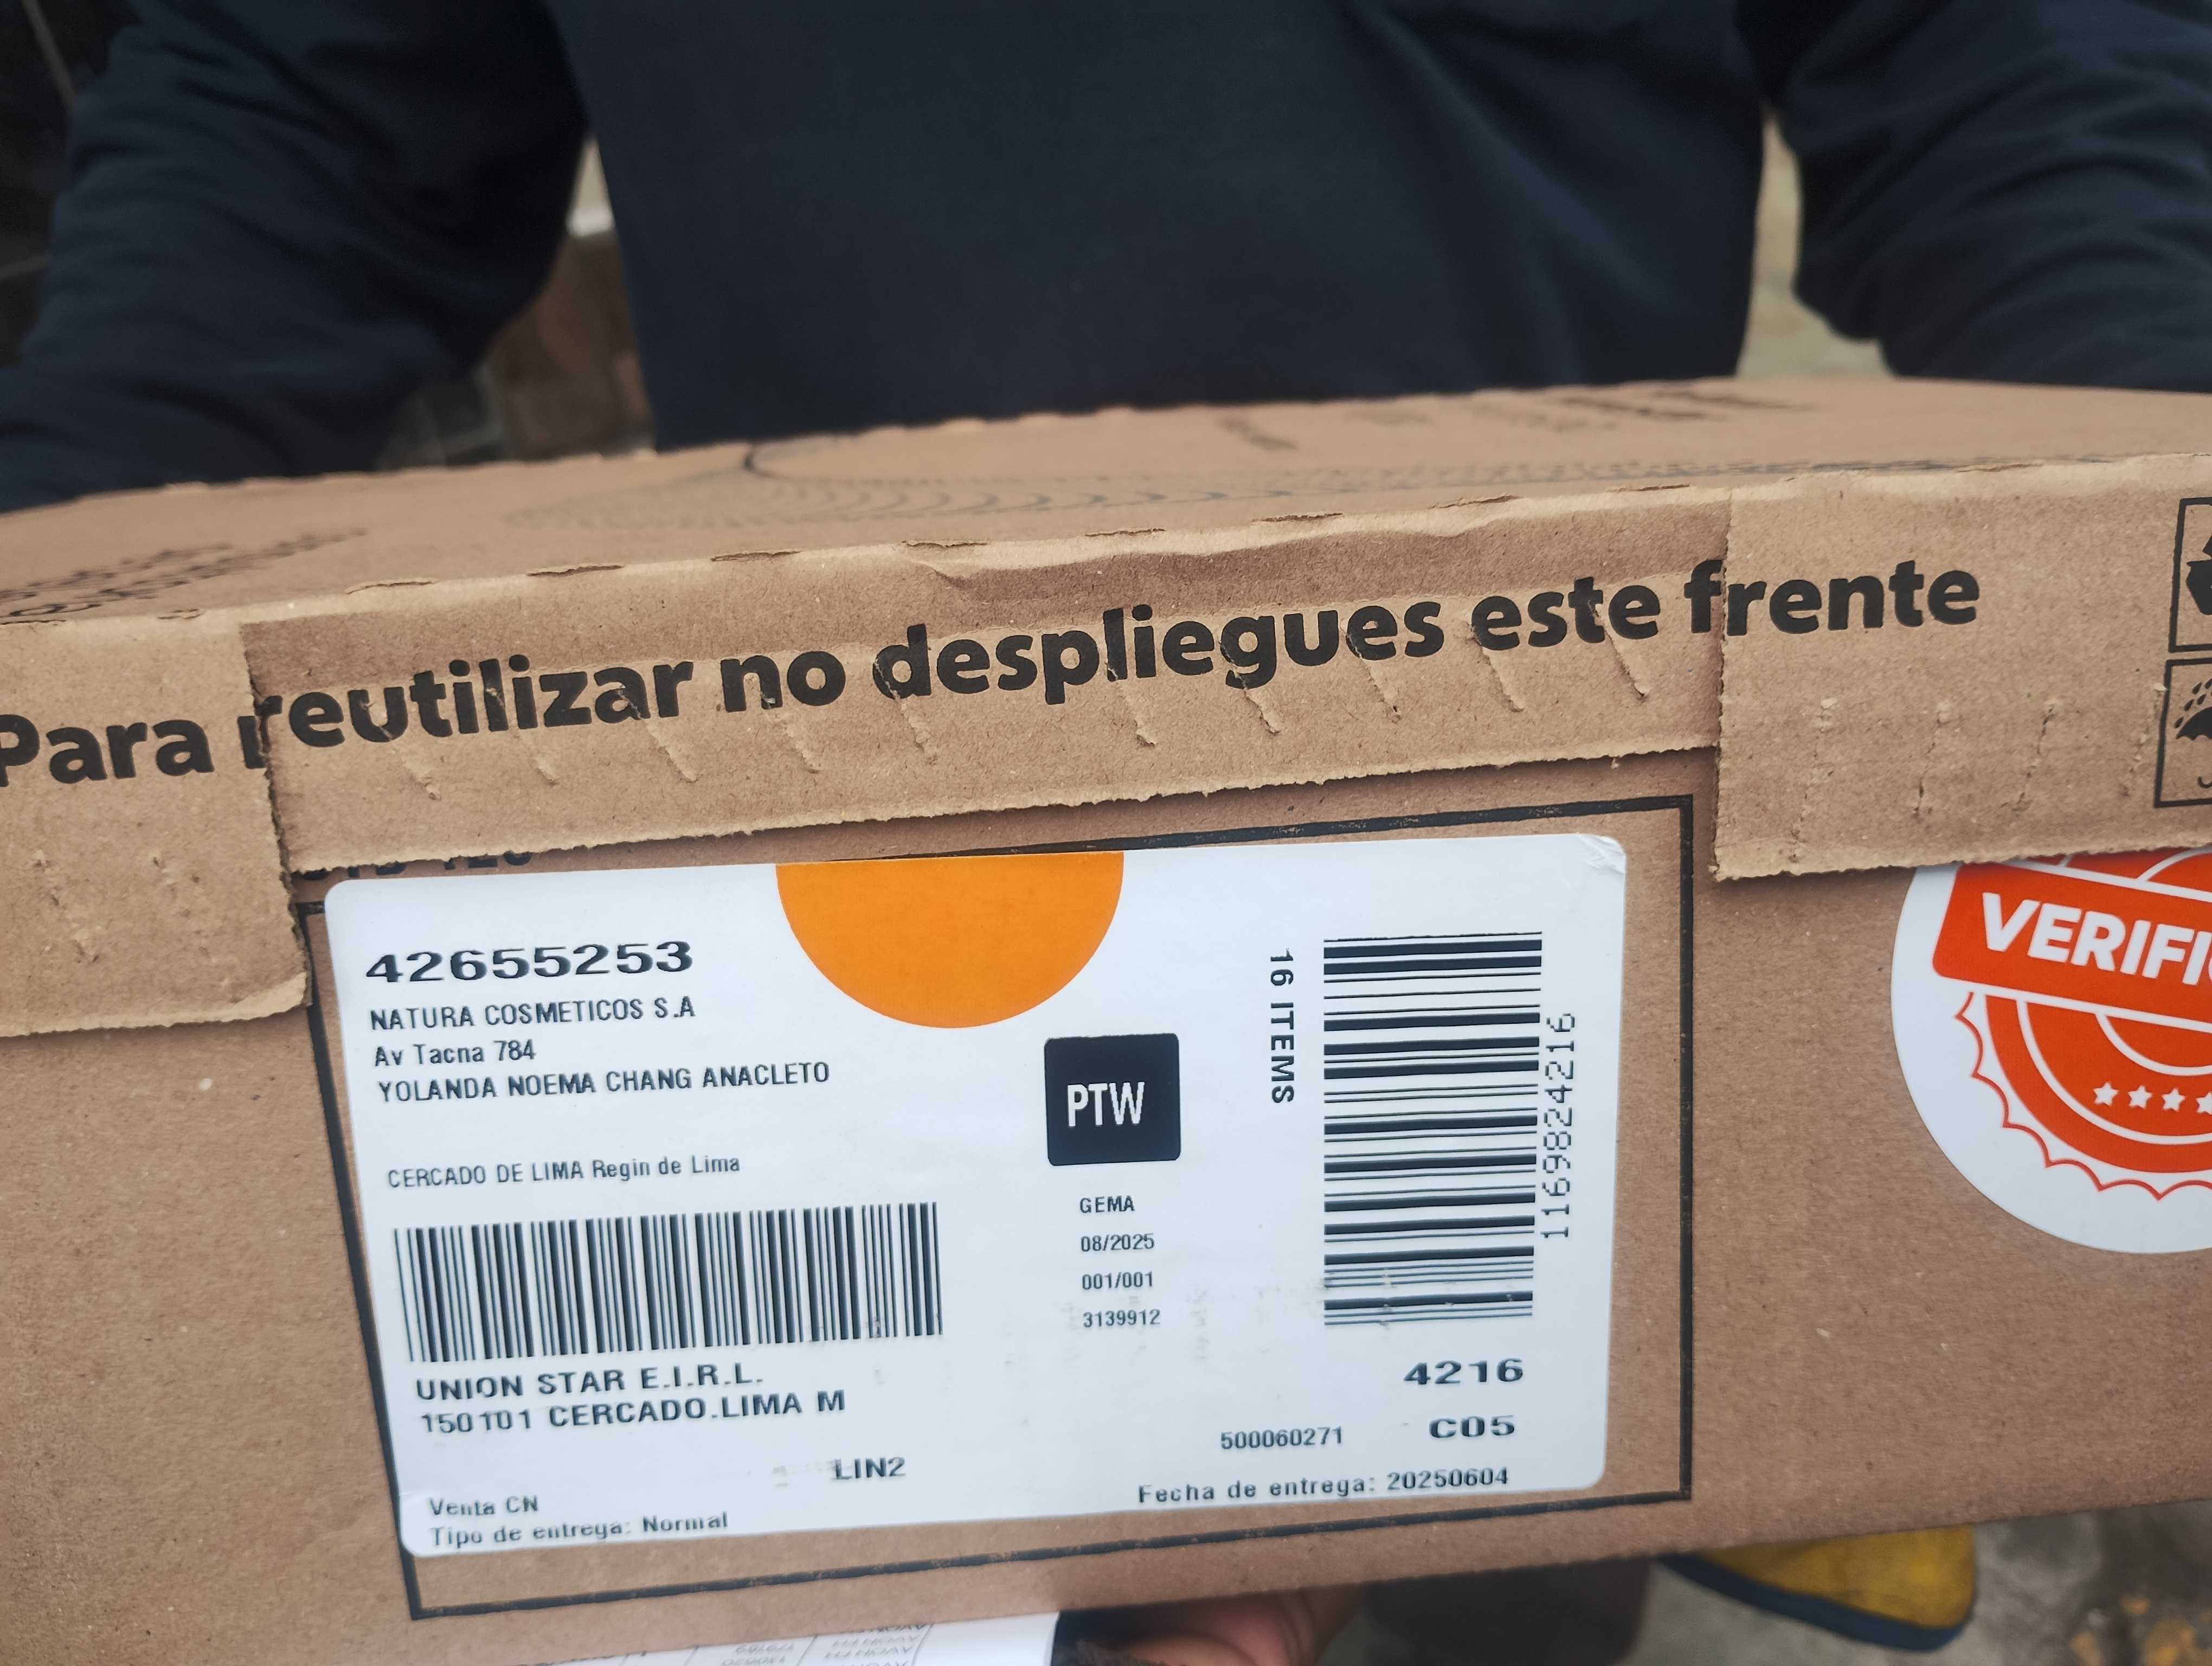 Para reutilizar no despliegues este frente
42655253
NATURA COSMETICOS S.A
Av Tacna 784
YOLANDA NOEMA CHANG ANACLETO
CERCADO DE LIMA Regin de Lima
UNION STAR E.I.R.L.
150101 CERCADO.LIMA M
LIN2
Venta CN
Tipo de entrega: Normal
PTW
GEMA
08/2025
001/001
3139912
16 ITEMS
1169824216
4216
C05
500060271
Fecha de entrega: 20250604
VERIFI